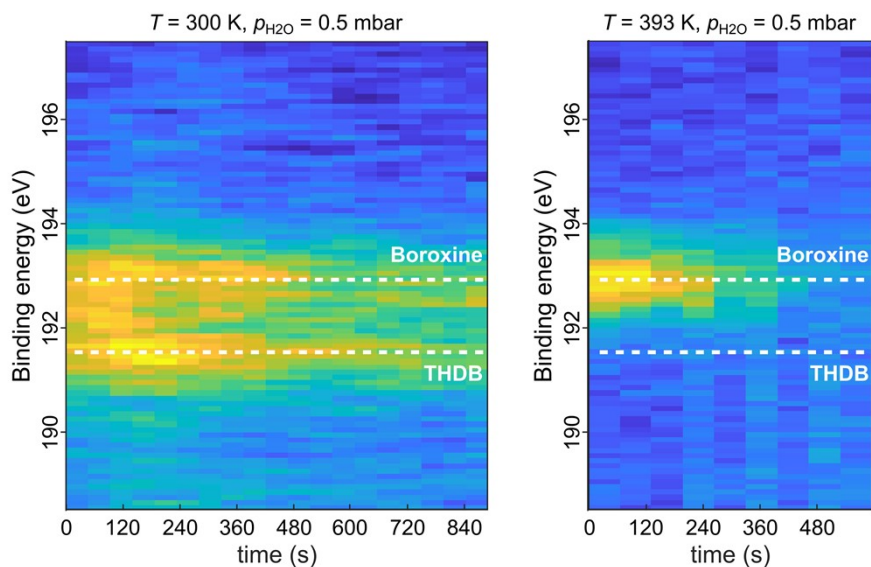 T = 300 K, pH2O = 0.5 mbar
Binding energy (eV)
196
194
192
190
Boroxine
THDB
0 120 240 360 480 600 720 840
time (s)
T = 393 K, pH2O = 0.5 mbar
Binding energy (eV)
196
194
192
190
Boroxine
THDB
0 120 240 360 480
time (s)